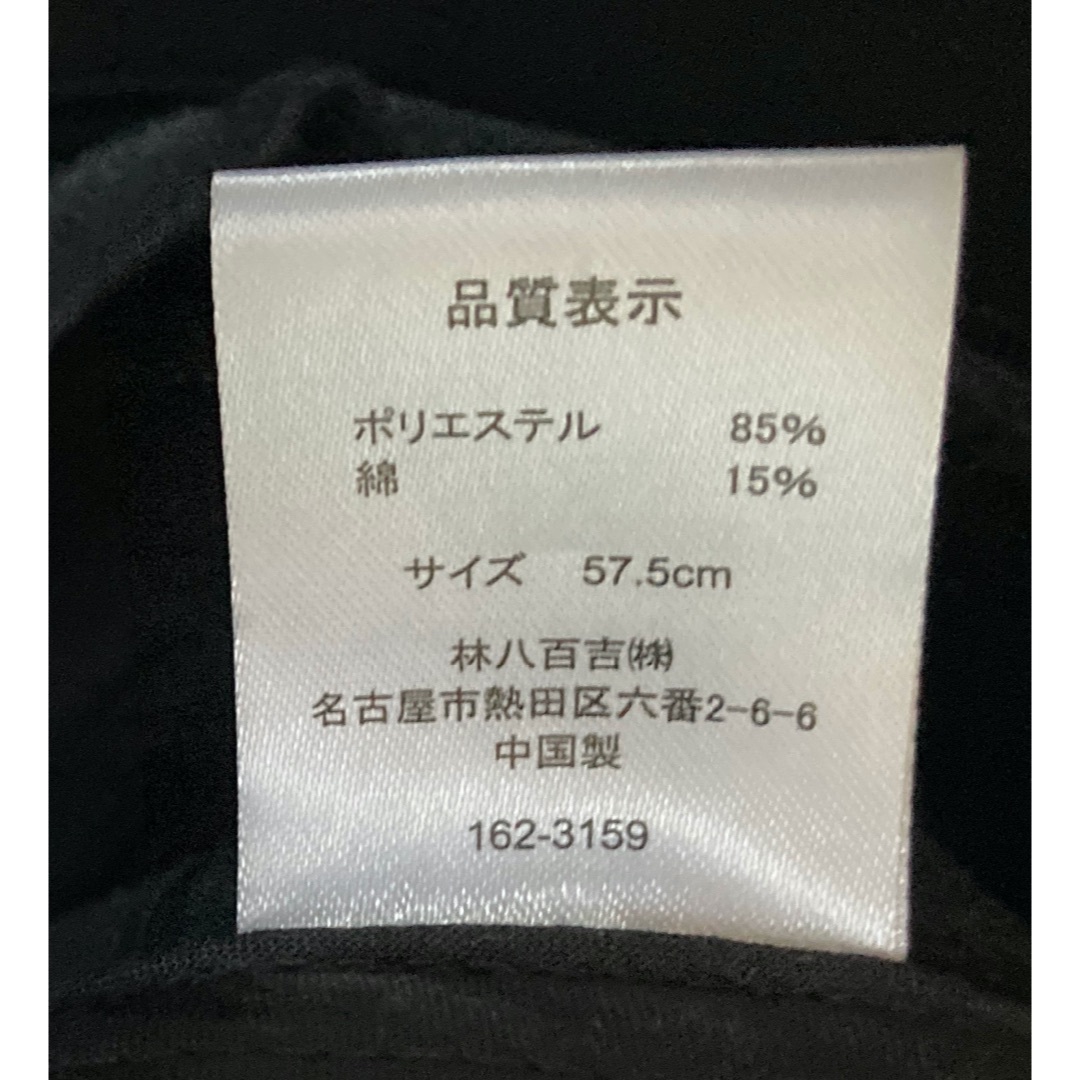 品質表示
ポリエステル 85%
綿 15%
サイズ 57.5cm
林八百吉㈱
名古屋市熱田区六番2-6-6
中国製
162-3159